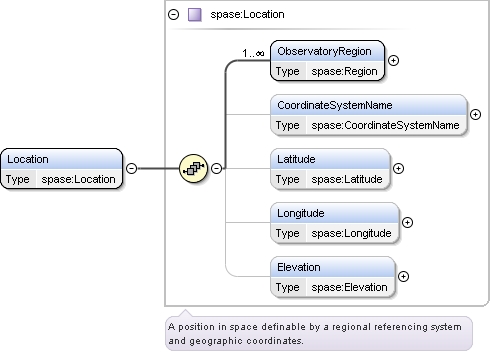 spase:Location
1..∞
ObservatoryRegion
Type spase:Region
CoordinateSystemName
Type spase:CoordinateSystemName
Location
Type spase:Location
Latitude
Type spase:Latitude
Longitude
Type spase:Longitude
Elevation
Type spase:Elevation
A position in space definable by a regional referencing system
and geographic coordinates.